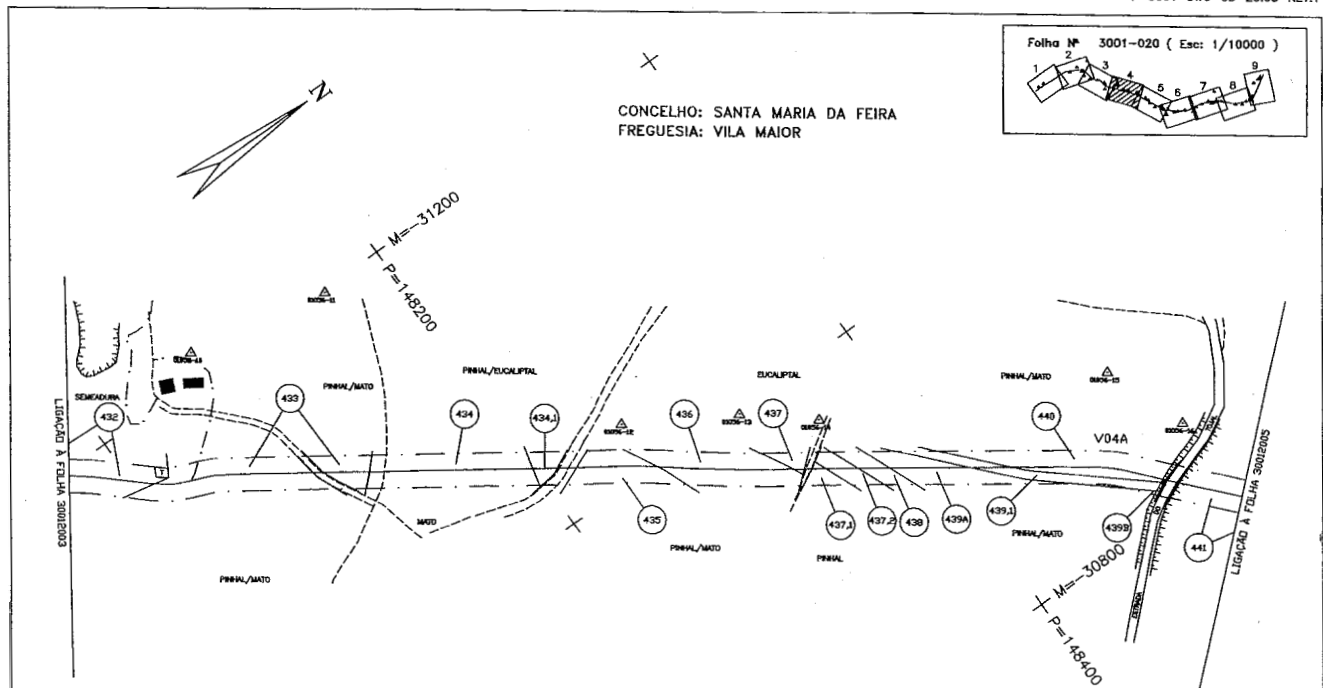 Folha Nº 3001-020 ( Esc: 1/10000 )
1 2 3 4 5 6 7 8 9
N
CONCELHO: SANTA MARIA DA FEIRA
FREGUESIA: VILA MAIOR
M=-31200
P=148200
PINHAL/MATO
PINHAL/EUCALIPTAL
EUCALIPTAL
PINHAL/MATO
SEMEADURA
432
433
434
434,1
436
437
440
V04A
LIGAÇÃO À FOLHA 30012003
T
MATO
435
437,1
437,2
438
439A
439,1
439B
441
PINHAL/MATO
PINHAL/MATO
PINHAL
PINHAL/MATO
LIGAÇÃO À FOLHA 30012005
M=-30800
P=148400
ESTRADA